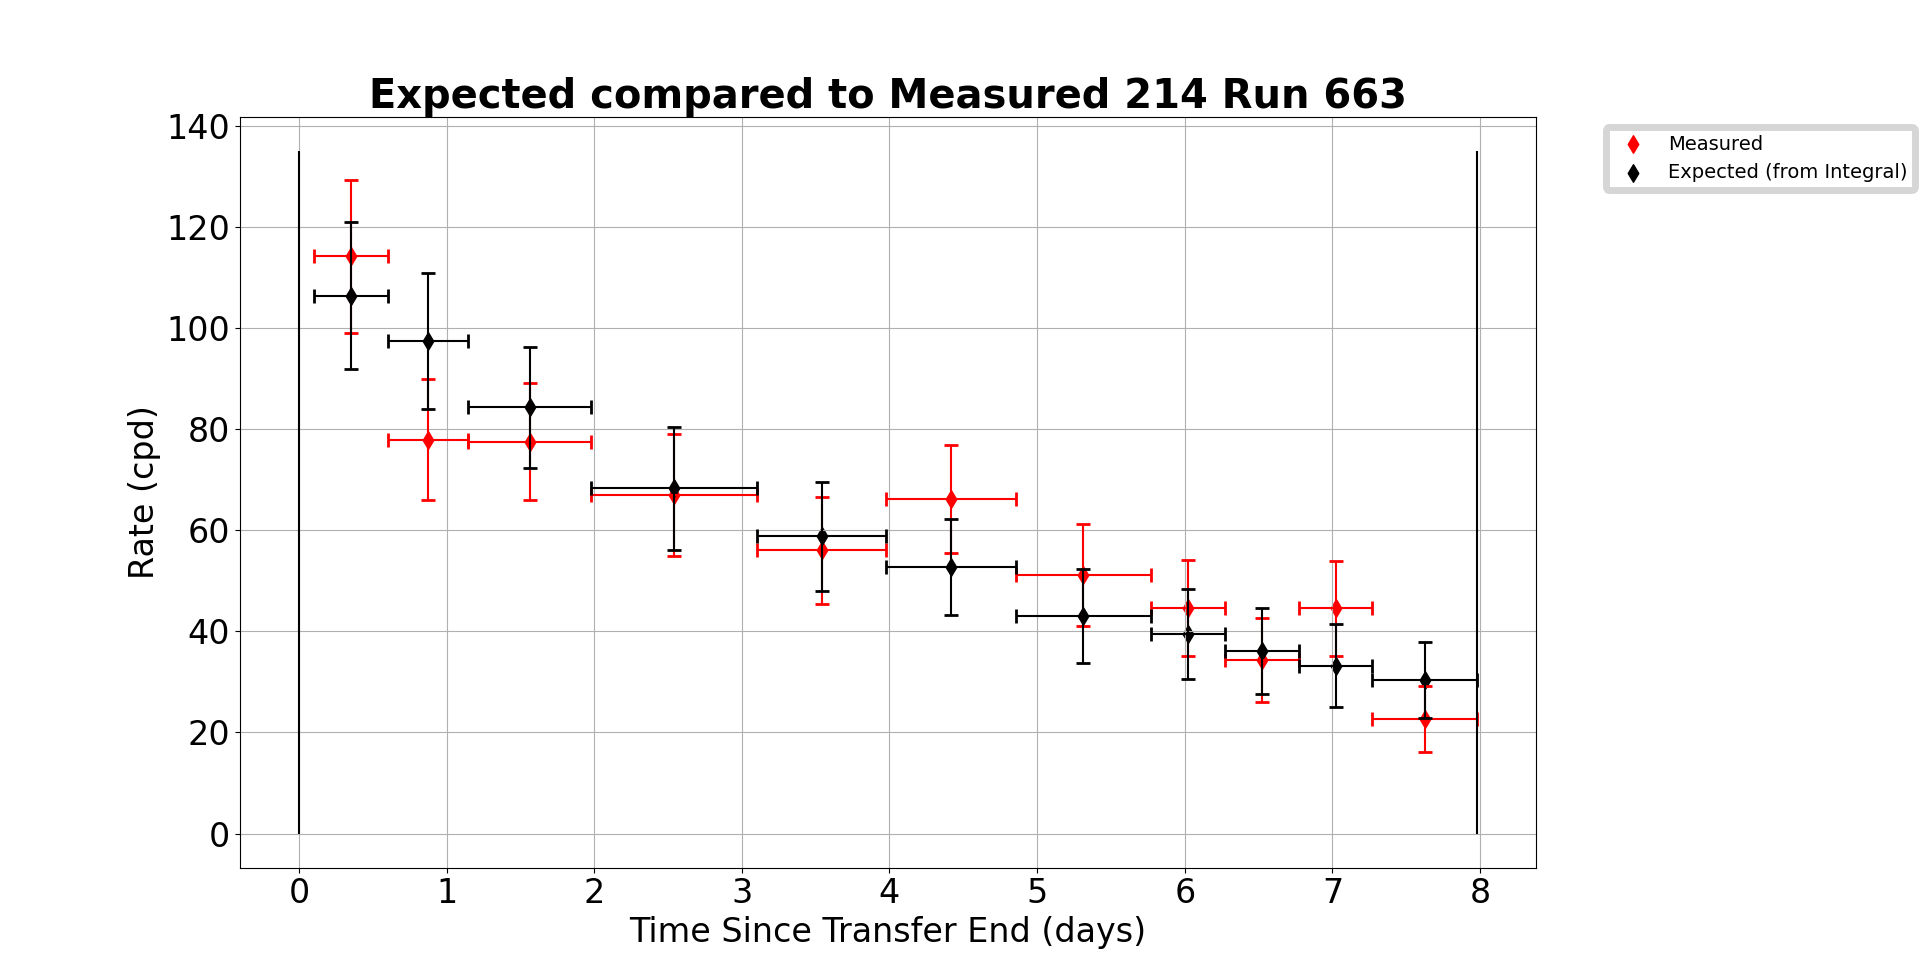 Expected compared to Measured 214 Run 663
Measured
Expected (from Integral)
Rate (cpd)
140
120
100
80
60
40
20
0
0 1 2 3 4 5 6 7 8
Time Since Transfer End (days)